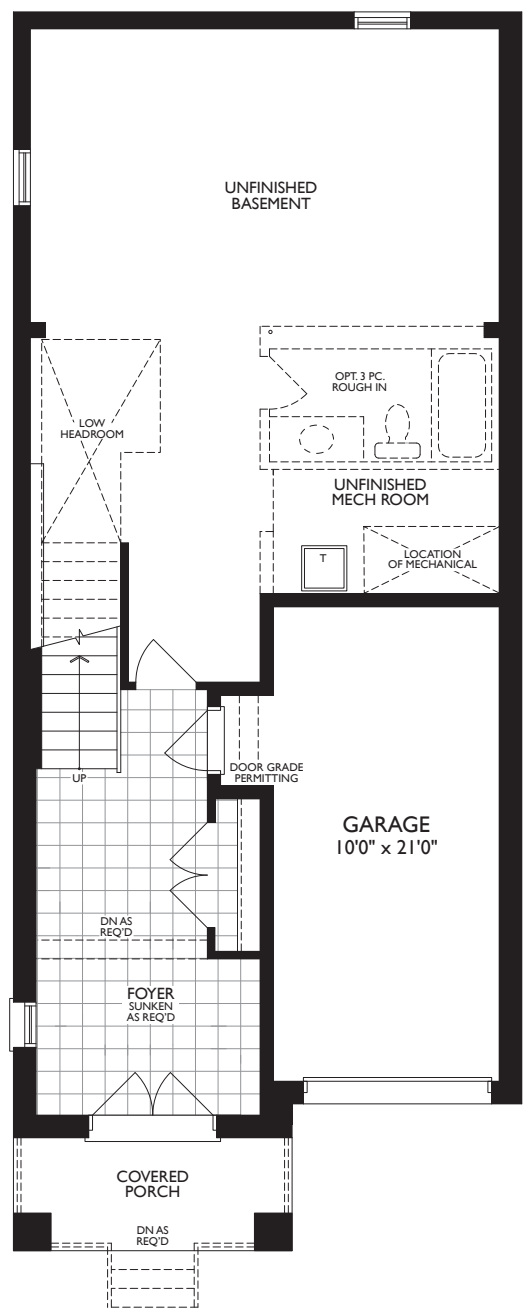 UNFINISHED
BASEMENT
OPT. 3 PC.
ROUGH IN
LOW
HEADROOM
UNFINISHED
MECH ROOM
T
LOCATION
OF MECHANICAL
UP
DOOR GRADE
PERMITTING
GARAGE
10'0" x 21'0"
DN AS
REQ'D
FOYER
SUNKEN
AS REQ'D
COVERED
PORCH
DN AS
REQ'D